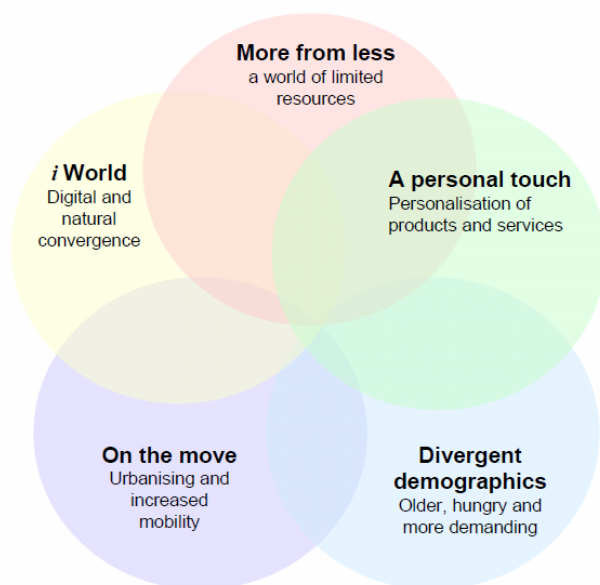 More from less
a world of limited
resources
i World
Digital and
natural
convergence
A personal touch
Personalisation of
products and services
On the move
Urbanising and
increased
mobility
Divergent
demographics
Older, hungry and
more demanding